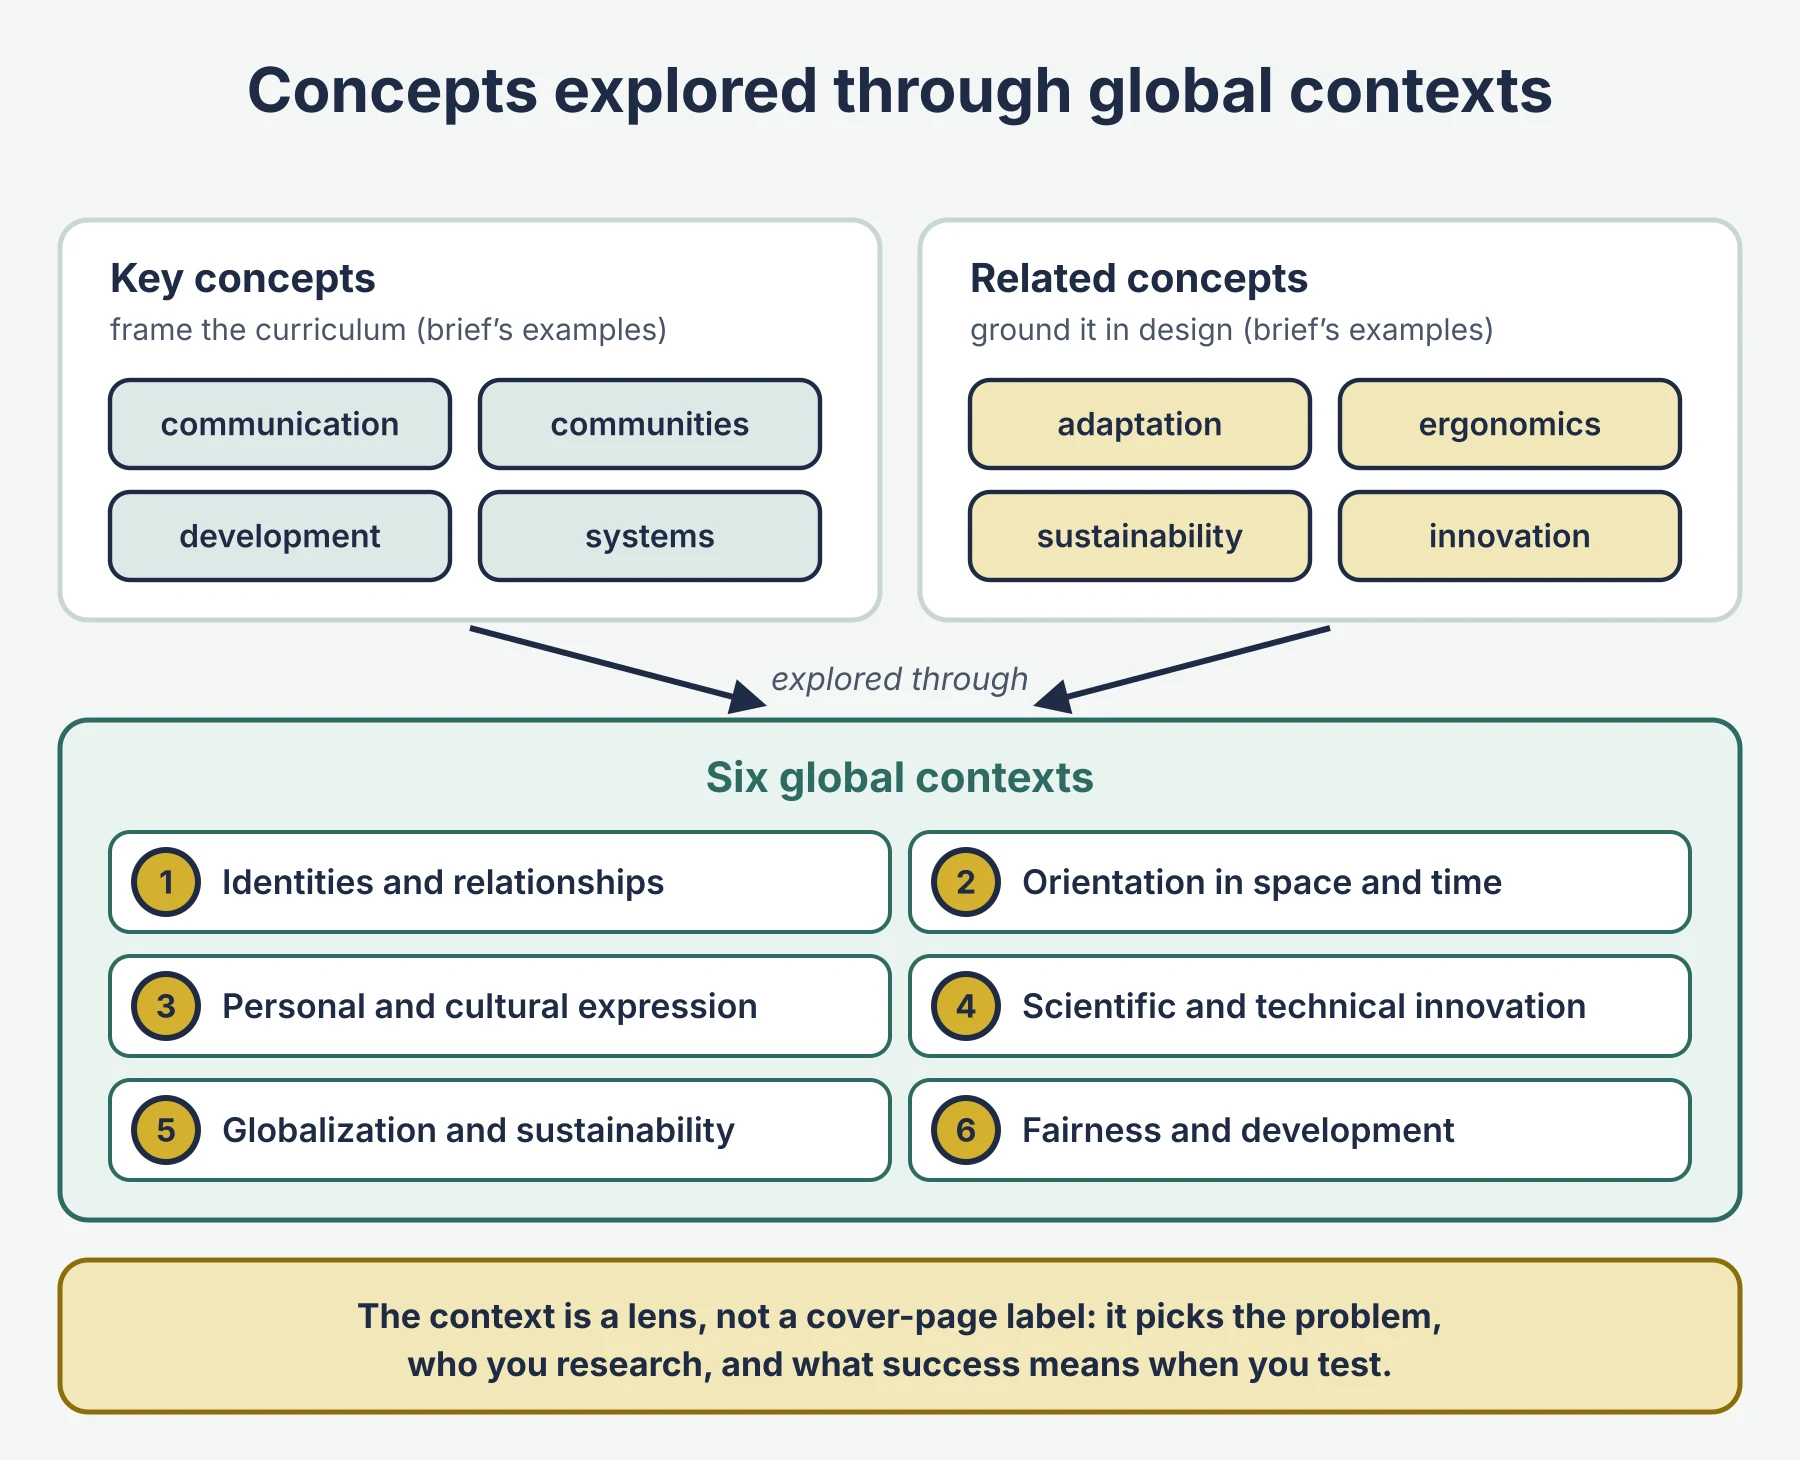 Concepts explored through global contexts
Key concepts
frame the curriculum (brief’s examples)
communication
communities
development
systems
Related concepts
ground it in design (brief’s examples)
adaptation
ergonomics
sustainability
innovation
explored through
Six global contexts
1 Identities and relationships
2 Orientation in space and time
3 Personal and cultural expression
4 Scientific and technical innovation
5 Globalization and sustainability
6 Fairness and development
The context is a lens, not a cover-page label: it picks the problem,
who you research, and what success means when you test.